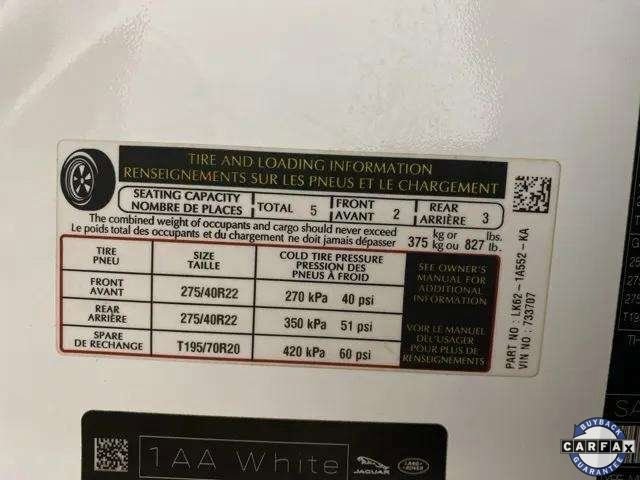 TIRE AND LOADING INFORMATION
RENSEIGNEMENTS SUR LES PNEUS ET LE CHARGEMENT
SEATING CAPACITY
NOMBRE DE PLACES
TOTAL 5
FRONT
AVANT 2
REAR
ARRIÈRE 3
The combined weight of occupants and cargo should never exceed
Le poids total des occupants et du chargement ne doit jamais dépasser
375 kg or
kg ou 827 lbs.
lb.
TIRE
PNEU
SIZE
TAILLE
COLD TIRE PRESSURE
PRESSION DES
PNEUS À FROID
FRONT
AVANT
275/40R22
270 kPa 40 psi
REAR
ARRIÈRE
275/40R22
350 kPa 51 psi
SPARE
DE RECHANGE
T195/70R20
420 kPa 60 psi
SEE OWNER'S
MANUAL FOR
ADDITIONAL
INFORMATION
VOIR LE MANUEL
DE L'USAGER
POUR PLUS DE
RENSEIGNEMENTS
PART NO : LK62-1A552-KA
VIN NO : 733707
1AA White
JAGUAR
LAND-
ROVER
T195
TH
SA
BUYBACK
CARFAX
GUARANTEE